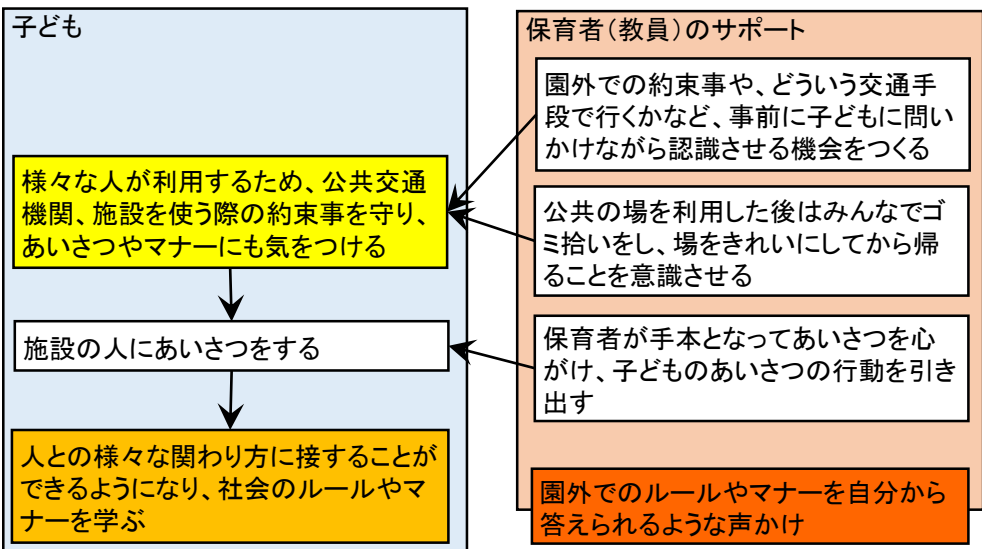 子ども
様々な人が利用するため、公共交通
機関、施設を使う際の約束事を守り、
あいさつやマナーにも気をつける
施設の人にあいさつをする
人との様々な関わり方に接することが
できるようになり、社会のルールやマ
ナーを学ぶ
保育者(教員)のサポート
園外での約束事や、どういう交通手
段で行くかなど、事前に子どもに問い
かけながら認識させる機会をつくる
公共の場を利用した後はみんなでゴ
ミ拾いをし、場をきれいにしてから帰
ることを意識させる
保育者が手本となってあいさつを心
がけ、子どものあいさつの行動を引き
出す
園外でのルールやマナーを自分から
答えられるような声かけ